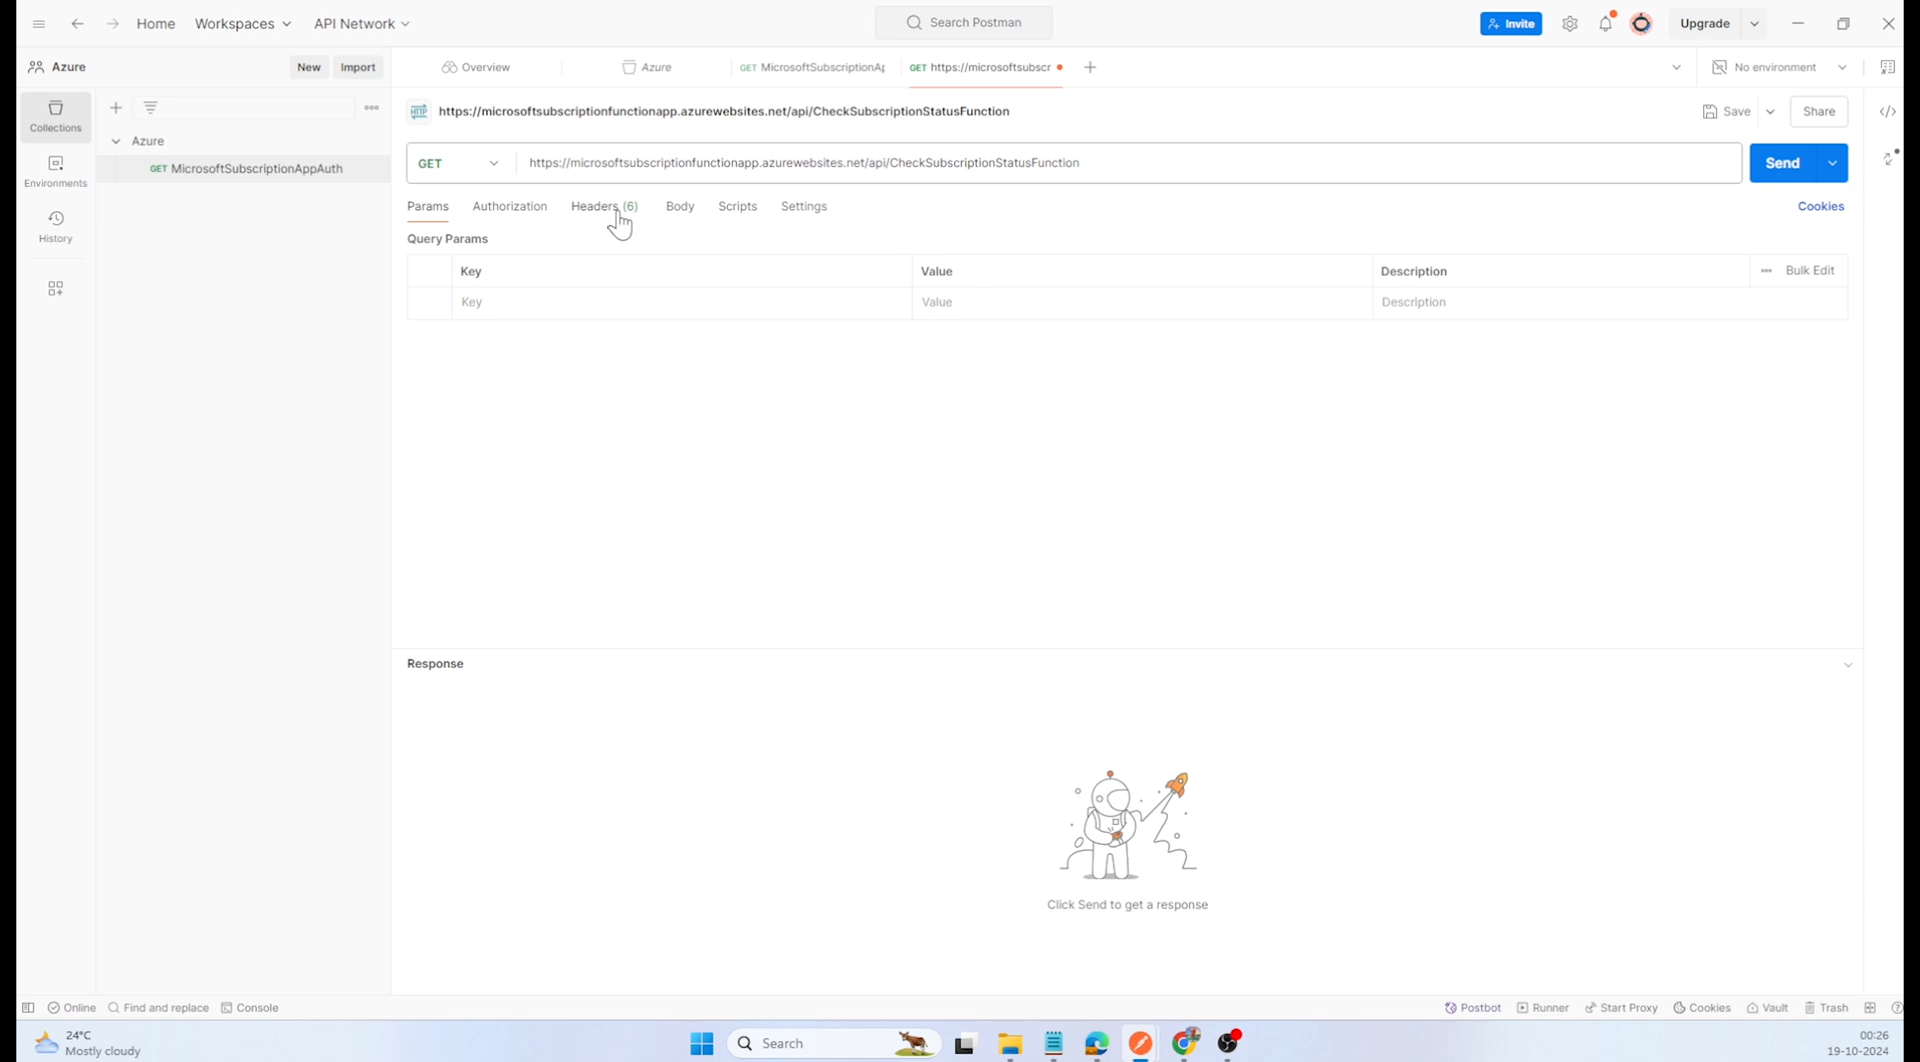 Home Workspaces API Network Search Postman Invite Upgrade
Azure New Import Overview Azure GET MicrosoftSubscriptionAp GET https://microsoftsubscr No environment
Collections
HTTP https://microsoftsubscriptionfunctionapp.azurewebsites.net/api/CheckSubscriptionStatusFunction Save Share
Azure
GET MicrosoftSubscriptionAppAuth
GET https://microsoftsubscriptionfunctionapp.azurewebsites.net/api/CheckSubscriptionStatusFunction Send
Environments
Params Authorization Headers (6) Body Scripts Settings Cookies
History
Query Params
Key Value Description Bulk Edit
Key Value Description
Response
Click Send to get a response
Online Find and replace Console Postbot Runner Start Proxy Cookies Vault Trash
24°C
Mostly cloudy
Search
00:26
19-10-2024